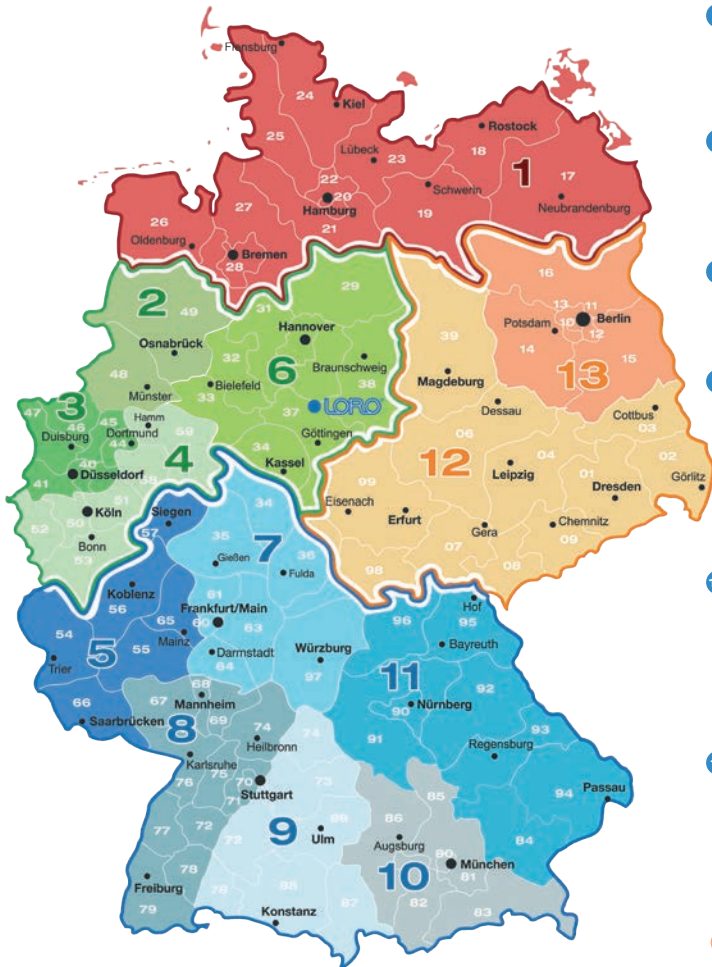 Flensburg
24
Kiel
25
Rostock
Lübeck
23
18
22
20
Hamburg
Schwerin
1
17
Neubrandenburg
27
26
19
21
Oldenburg
Bremen
28
16
2
49
31
29
Hannover
13
11
10
12
Berlin
Potsdam
Osnabrück
32
6
39
14
15
13
Braunschweig
Magdeburg
48
Münster
33
Bielefeld
38
Dessau
3
47
46
45
Hamm
37
LORO
Cottbus
03
Duisburg
Dortmund
44
59
Göttingen
06
40
4
34
12
04
02
Düsseldorf
58
Kassel
Leipzig
01
Görlitz
41
51
99
Dresden
Köln
Siegen
34
Eisenach
Erfurt
Chemnitz
52
50
57
7
Gera
09
Bonn
53
35
36
Gießen
07
Fulda
98
08
Koblenz
56
61
Hof
Frankfurt/Main
96
95
65
60
63
Bayreuth
54
5
55
Mainz
Darmstadt
Würzburg
Trier
64
97
11
92
66
68
67
Mannheim
90
Nürnberg
Saarbrücken
8
69
74
74
93
Heilbronn
91
Regensburg
Karlsruhe
76
75
70
73
Stuttgart
85
94
Passau
71
9
77
72
72
89
86
84
Ulm
Augsburg
80
München
78
78
88
10
81
Freiburg
87
82
79
Konstanz
83